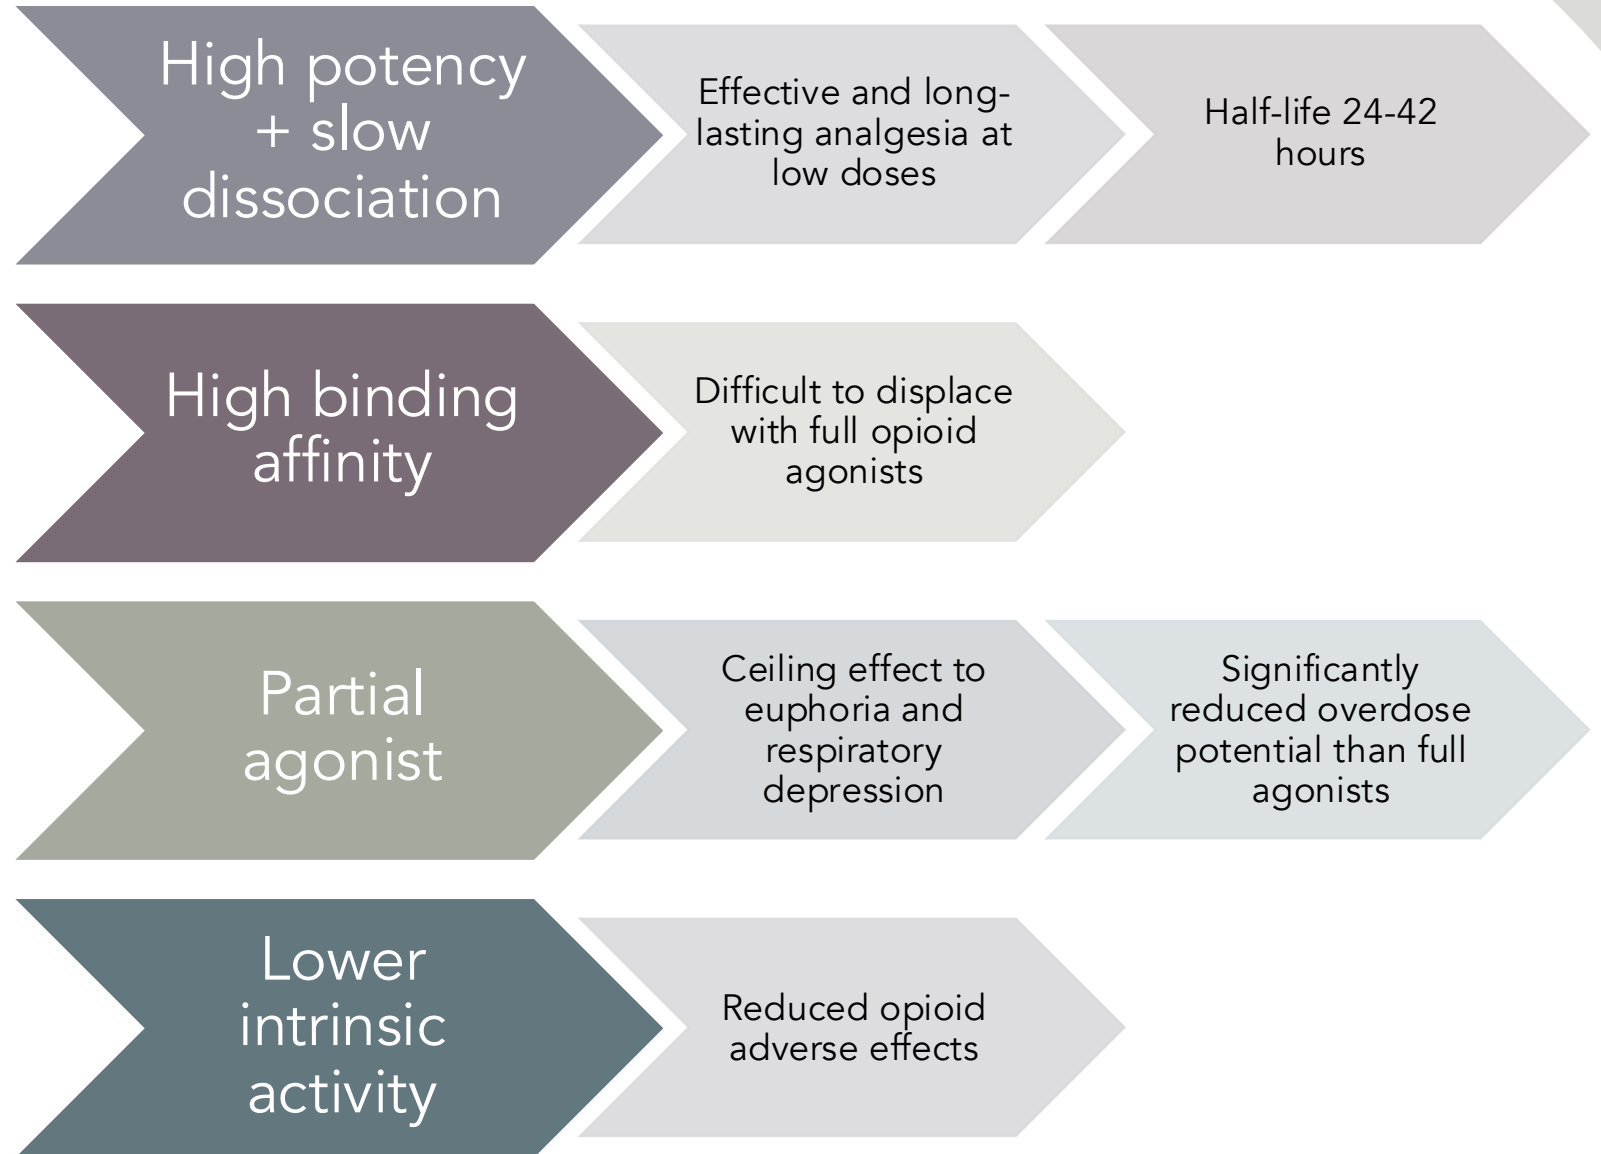 High potency
+ slow
dissociation
Effective and long-
lasting analgesia at
low doses
Half-life 24-42
hours
High binding
affinity
Difficult to displace
with full opioid
agonists
Partial
agonist
Ceiling effect to
euphoria and
respiratory
depression
Significantly
reduced overdose
potential than full
agonists
Lower
intrinsic
activity
Reduced opioid
adverse effects